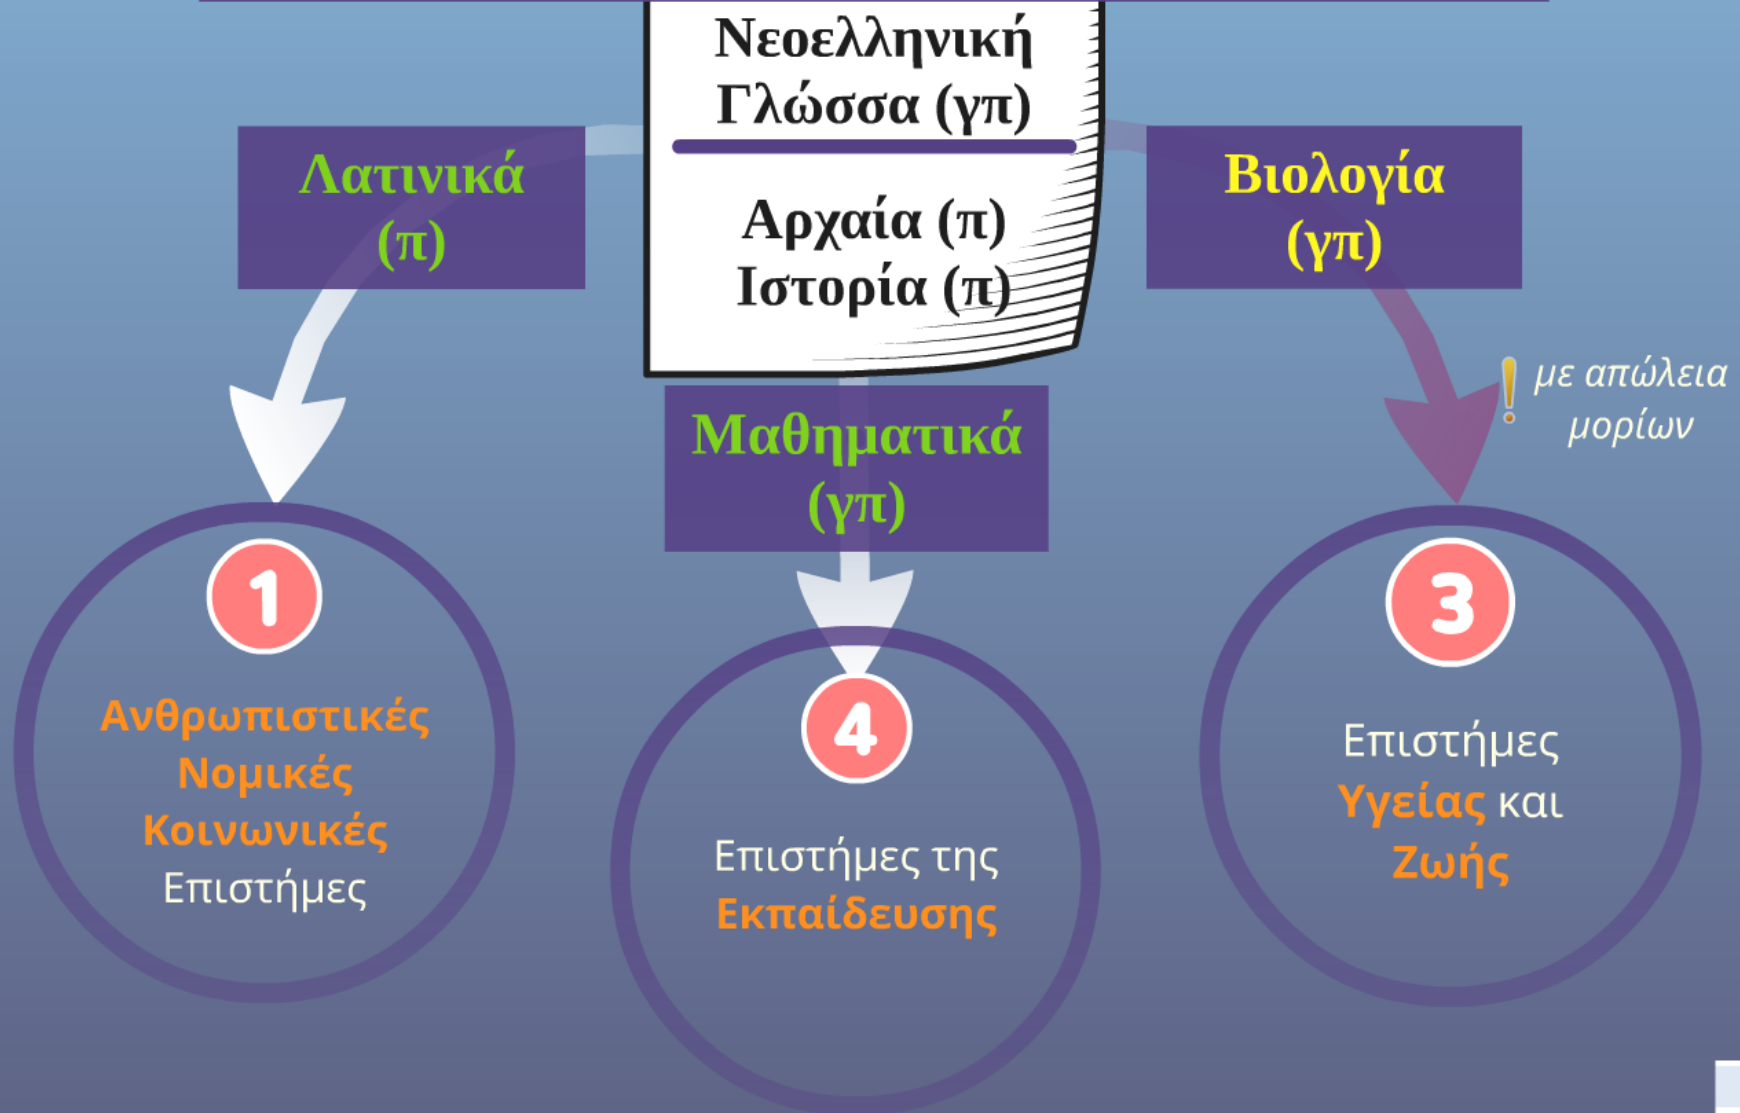 Νεοελληνική
Γλώσσα (γπ)
Αρχαία (π)
Ιστορία (π)
Λατινικά
(π)
Βιολογία
(γπ)
! με απώλεια
μορίων
Μαθηματικά
(γπ)
1
Ανθρωπιστικές
Νομικές
Κοινωνικές
Επιστήμες
4
Επιστήμες της
Εκπαίδευσης
3
Επιστήμες
Υγείας και
Ζωής